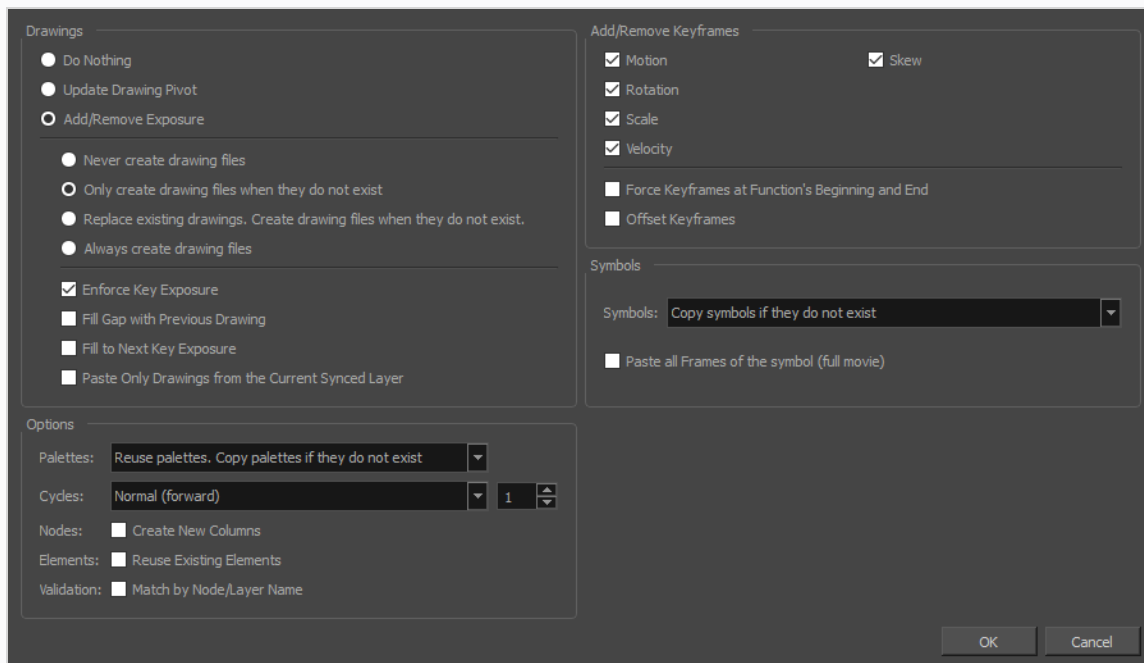 Drawings
Do Nothing
Update Drawing Pivot
Add/Remove Exposure
Never create drawing files
Only create drawing files when they do not exist
Replace existing drawings. Create drawing files when they do not exist.
Always create drawing files
Enforce Key Exposure
Fill Gap with Previous Drawing
Fill to Next Key Exposure
Paste Only Drawings from the Current Synced Layer
Options
Palettes: Reuse palettes. Copy palettes if they do not exist
Cycles: Normal (forward) 1
Nodes: Create New Columns
Elements: Reuse Existing Elements
Validation: Match by Node/Layer Name
Add/Remove Keyframes
Motion Skew
Rotation
Scale
Velocity
Force Keyframes at Function's Beginning and End
Offset Keyframes
Symbols
Symbols: Copy symbols if they do not exist
Paste all Frames of the symbol (full movie)
OK Cancel